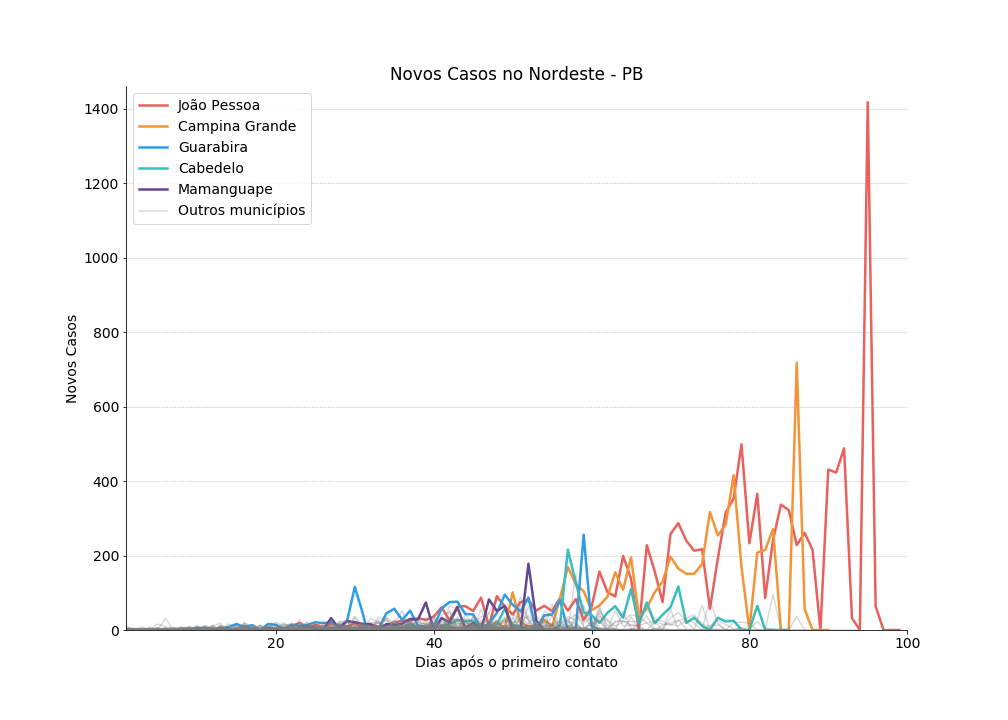 Novos Casos no Nordeste - PB
João Pessoa
Campina Grande
Guarabira
Cabedelo
Mamanguape
Outros municípios
1400
1200
1000
800
600
400
200
0
Novos Casos
20 40 60 80 100
Dias após o primeiro contato